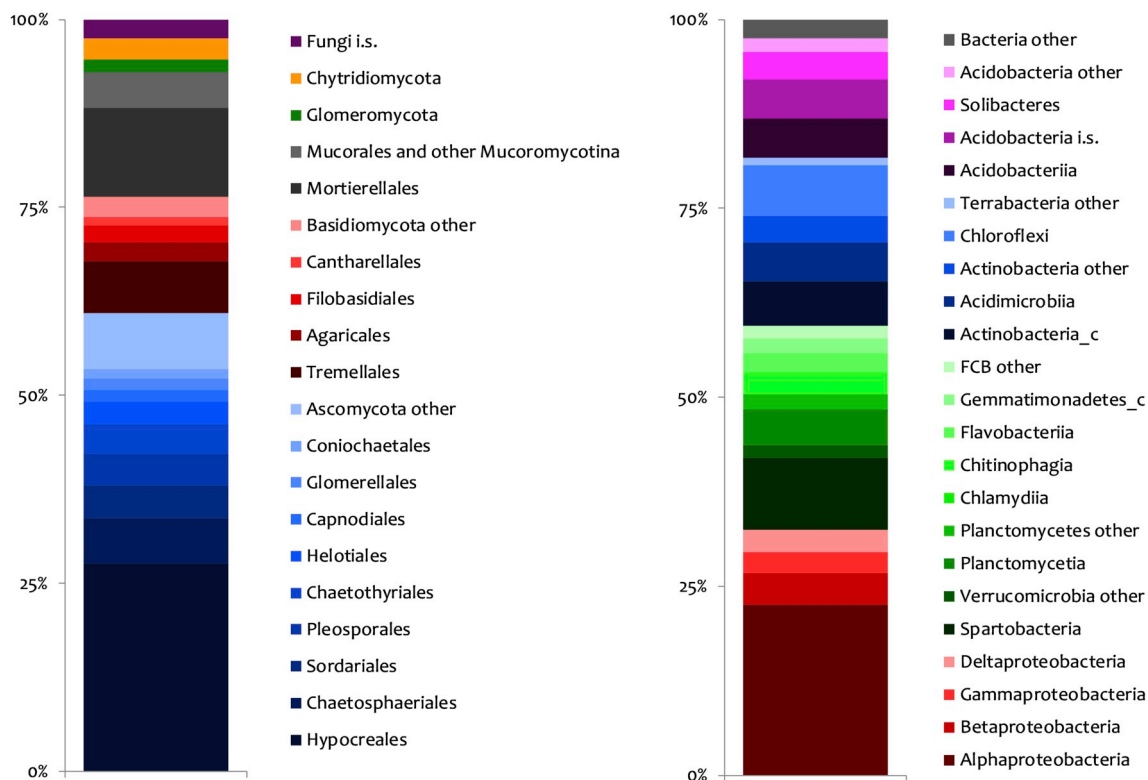 100%
75%
50%
25%
0%
Fungi i.s.
Chytridiomycota
Glomeromycota
Mucorales and other Mucoromycotina
Mortierellales
Basidiomycota other
Cantharellales
Filobasidiales
Agaricales
Tremellales
Ascomycota other
Coniochaetales
Glomerellales
Capnodiales
Helotiales
Chaetothyriales
Pleosporales
Sordariales
Chaetosphaeriales
Hypocreales
100%
75%
50%
25%
0%
Bacteria other
Acidobacteria other
Solibacteres
Acidobacteria i.s.
Acidobacteriia
Terrabacteria other
Chloroflexi
Actinobacteria other
Acidimicrobiia
Actinobacteria_c
FCB other
Gemmatimonadetes_c
Flavobacteriia
Chitinophagia
Chlamydiia
Planctomycetes other
Planctomycetia
Verrucomicrobia other
Spartobacteria
Deltaproteobacteria
Gammaproteobacteria
Betaproteobacteria
Alphaproteobacteria